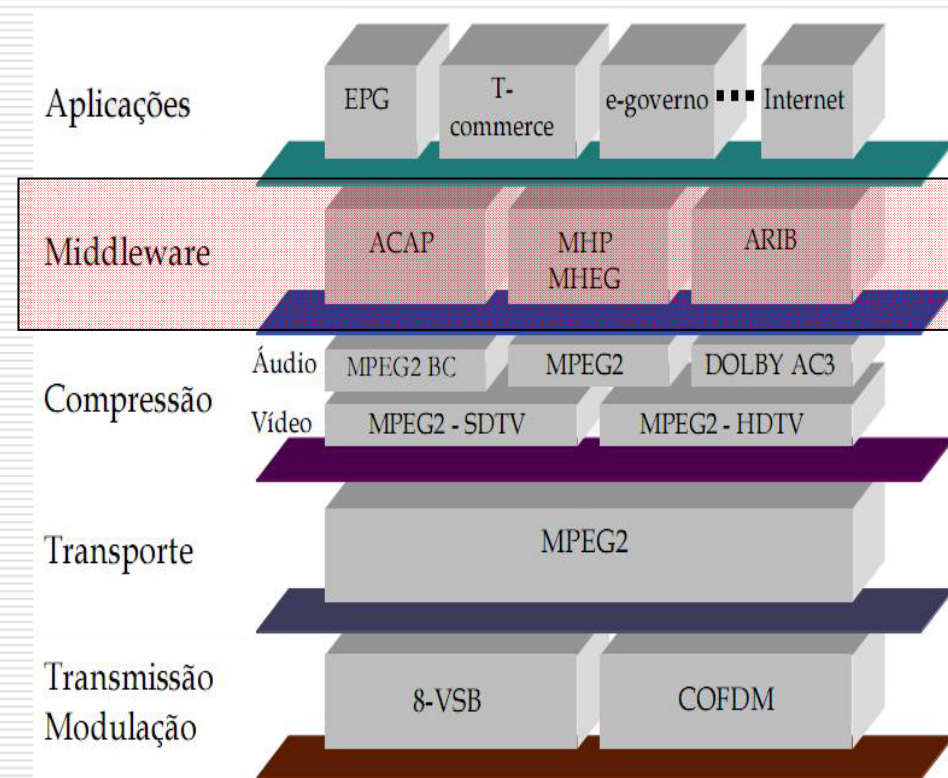 Aplicações
EPG
T-
commerce
e-governo
Internet
Middleware
ACAP
MHP
MHEG
ARIB
Compressão
Áudio
MPEG2 BC
MPEG2
DOLBY AC3
Vídeo
MPEG2 - SDTV
MPEG2 - HDTV
Transporte
MPEG2
Transmissão
Modulação
8-VSB
COFDM